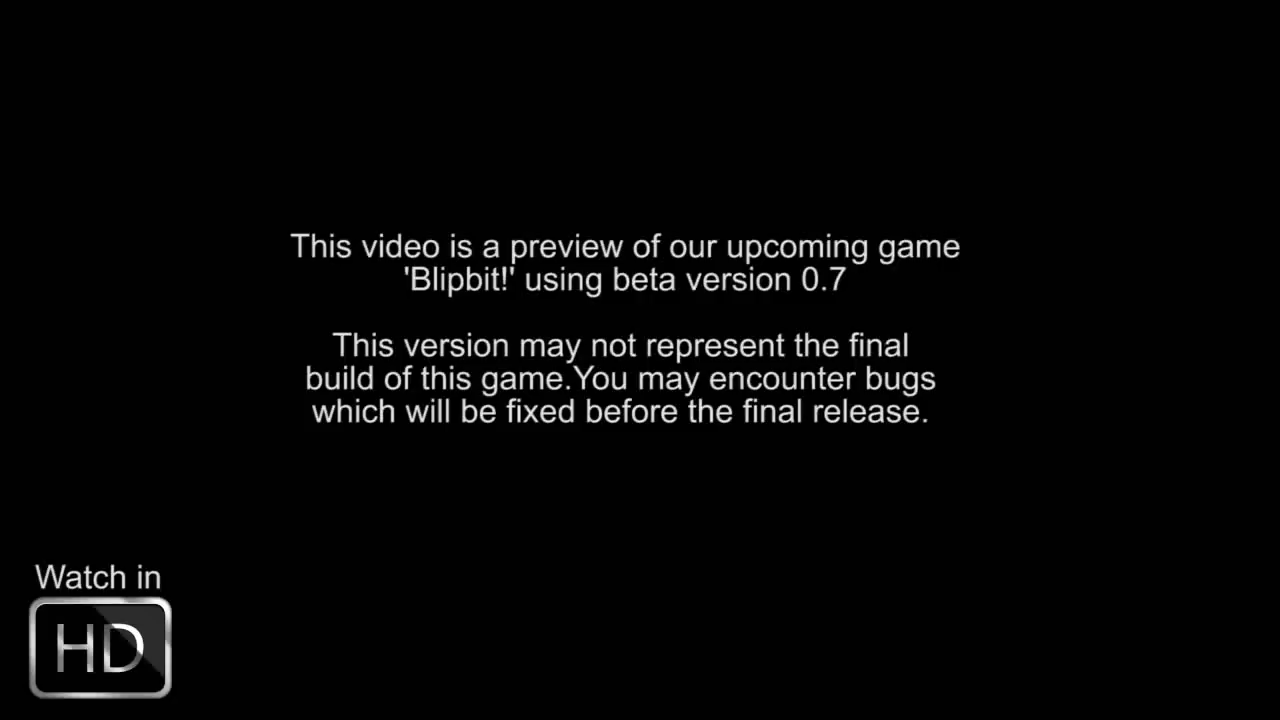 This video is a preview of our upcoming game
'Blipbit!' using beta version 0.7
This version may not represent the final
build of this game.You may encounter bugs
which will be fixed before the final release.
Watch in
HD